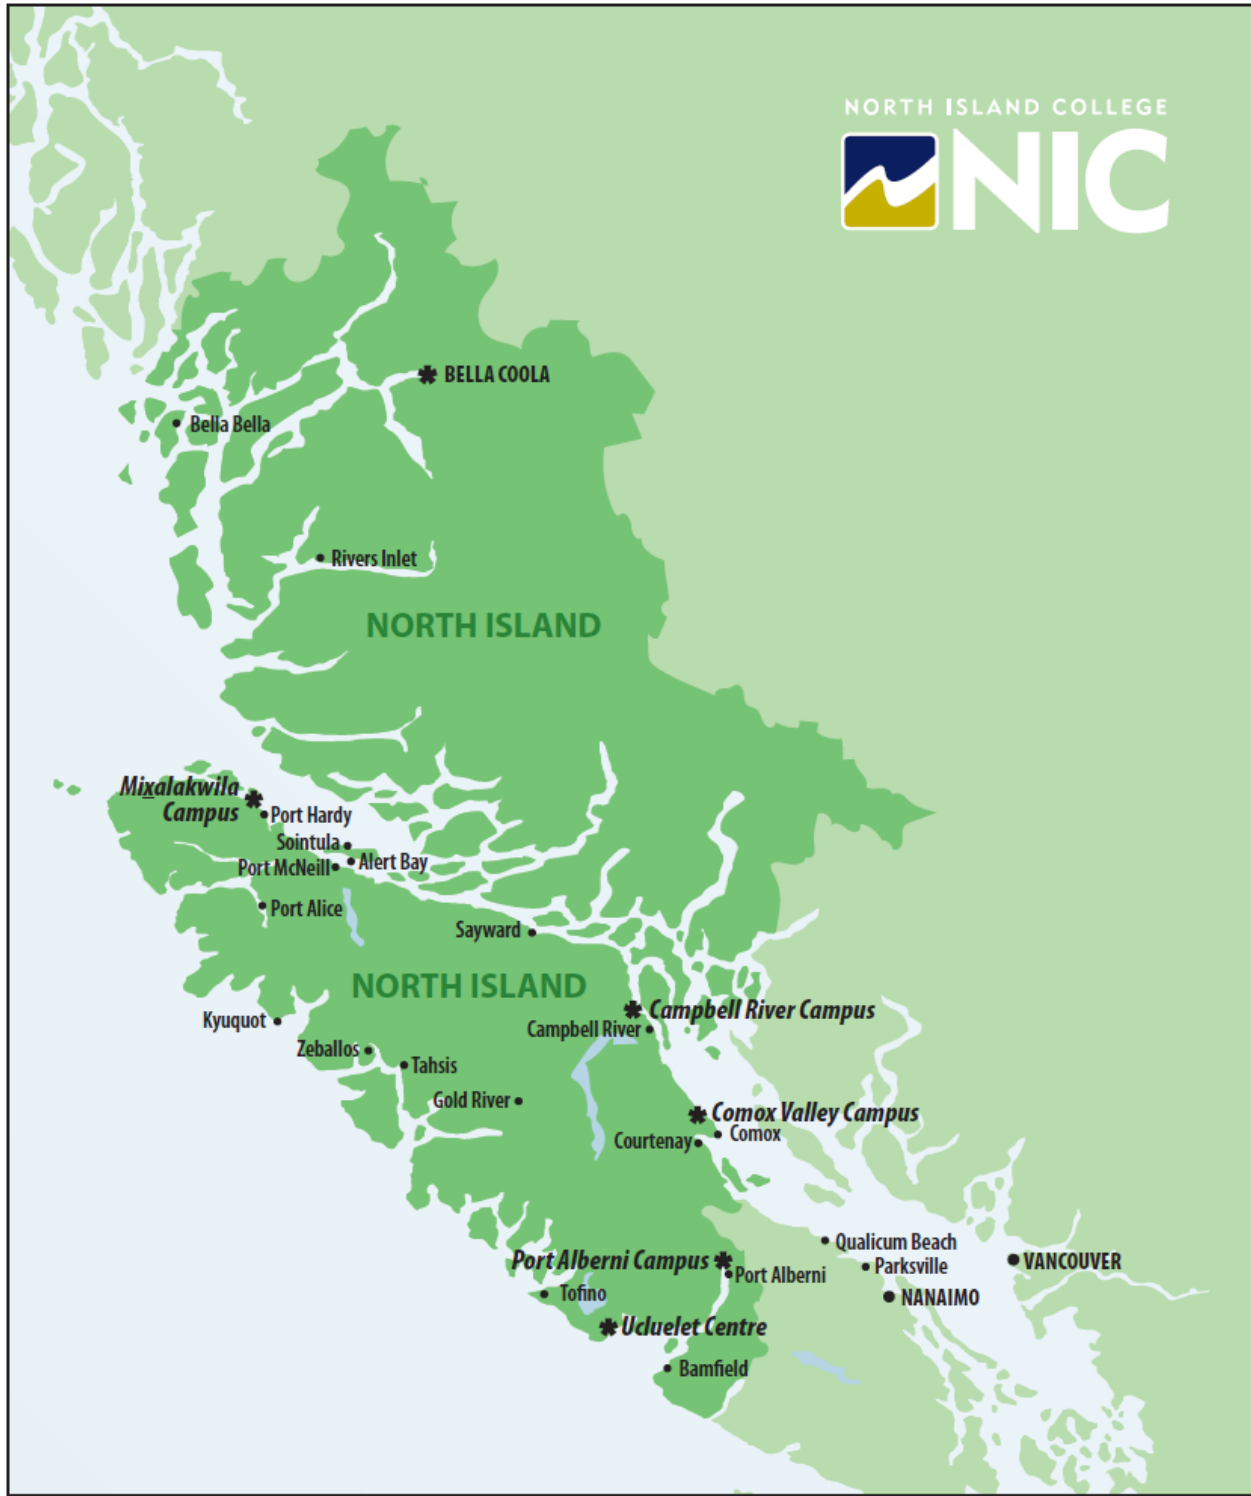 NORTH ISLAND COLLEGE
NIC
BELLA COOLA
Bella Bella
Rivers Inlet
NORTH ISLAND
Mix̱alakwila
Campus
Port Hardy
Sointula
Alert Bay
Port McNeill
Port Alice
Sayward
NORTH ISLAND
Campbell River Campus
Kyuquot
Campbell River
Zeballos
Tahsis
Gold River
Comox Valley Campus
Comox
Courtenay
Qualicum Beach
Port Alberni Campus
VANCOUVER
Parksville
Port Alberni
Tofino
NANAIMO
Ucluelet Centre
Bamfield